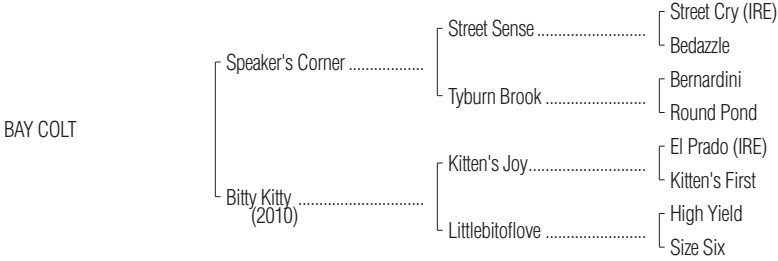 Street Cry (IRE)
Street Sense ..........................
Bedazzle
Speaker's Corner ..................
Bernardini
Tyburn Brook ........................
Round Pond
BAY COLT
El Prado (IRE)
Kitten's Joy............................
Kitten's First
Bitty Kitty ..............................
(2010)
High Yield
Littlebitoflove ........................
Size Six